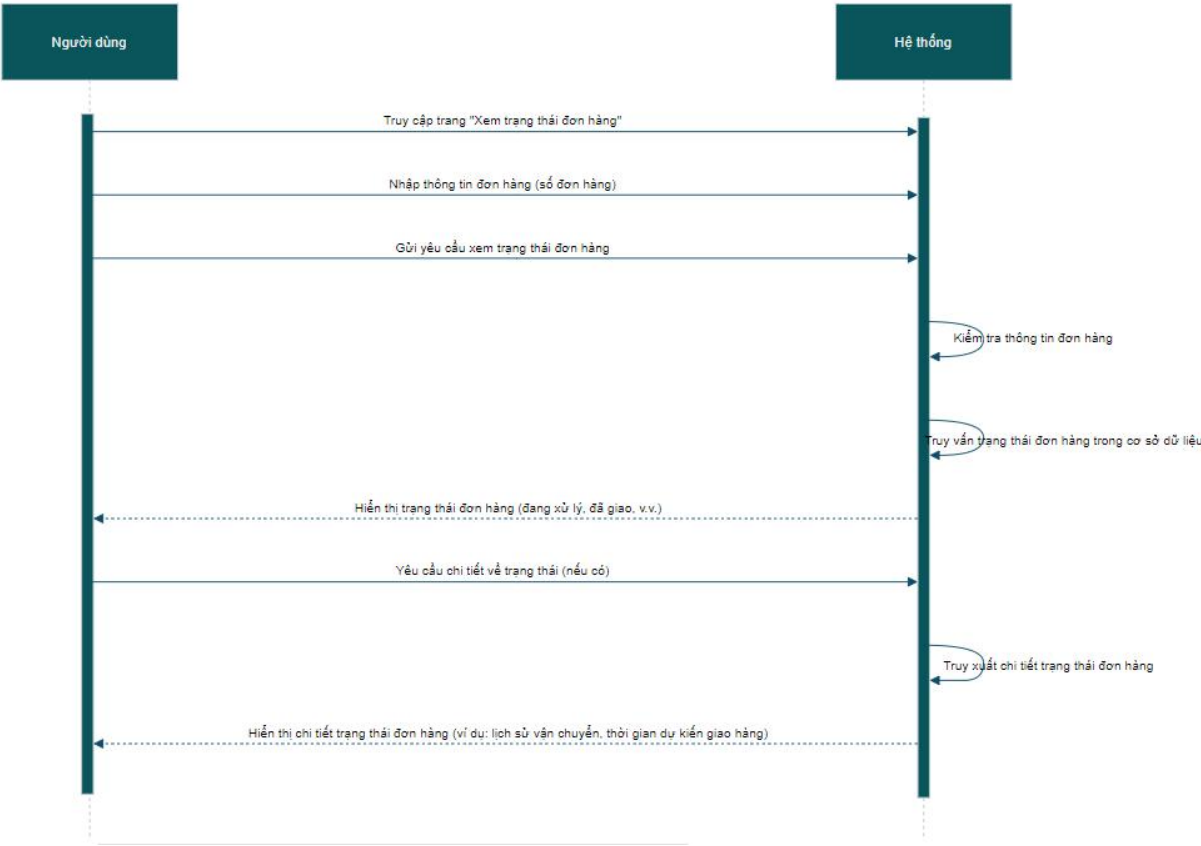 Người dùng
Hệ thống
Truy cập trang "Xem trạng thái đơn hàng"
Nhập thông tin đơn hàng (số đơn hàng)
Gửi yêu cầu xem trạng thái đơn hàng
Kiểm tra thông tin đơn hàng
Truy vấn trạng thái đơn hàng trong cơ sở dữ liệu
Hiển thị trạng thái đơn hàng (đang xử lý, đã giao, v.v.)
Yêu cầu chi tiết về trạng thái (nếu có)
Truy xuất chi tiết trạng thái đơn hàng
Hiển thị chi tiết trạng thái đơn hàng (ví dụ: lịch sử vận chuyển, thời gian dự kiến giao hàng)